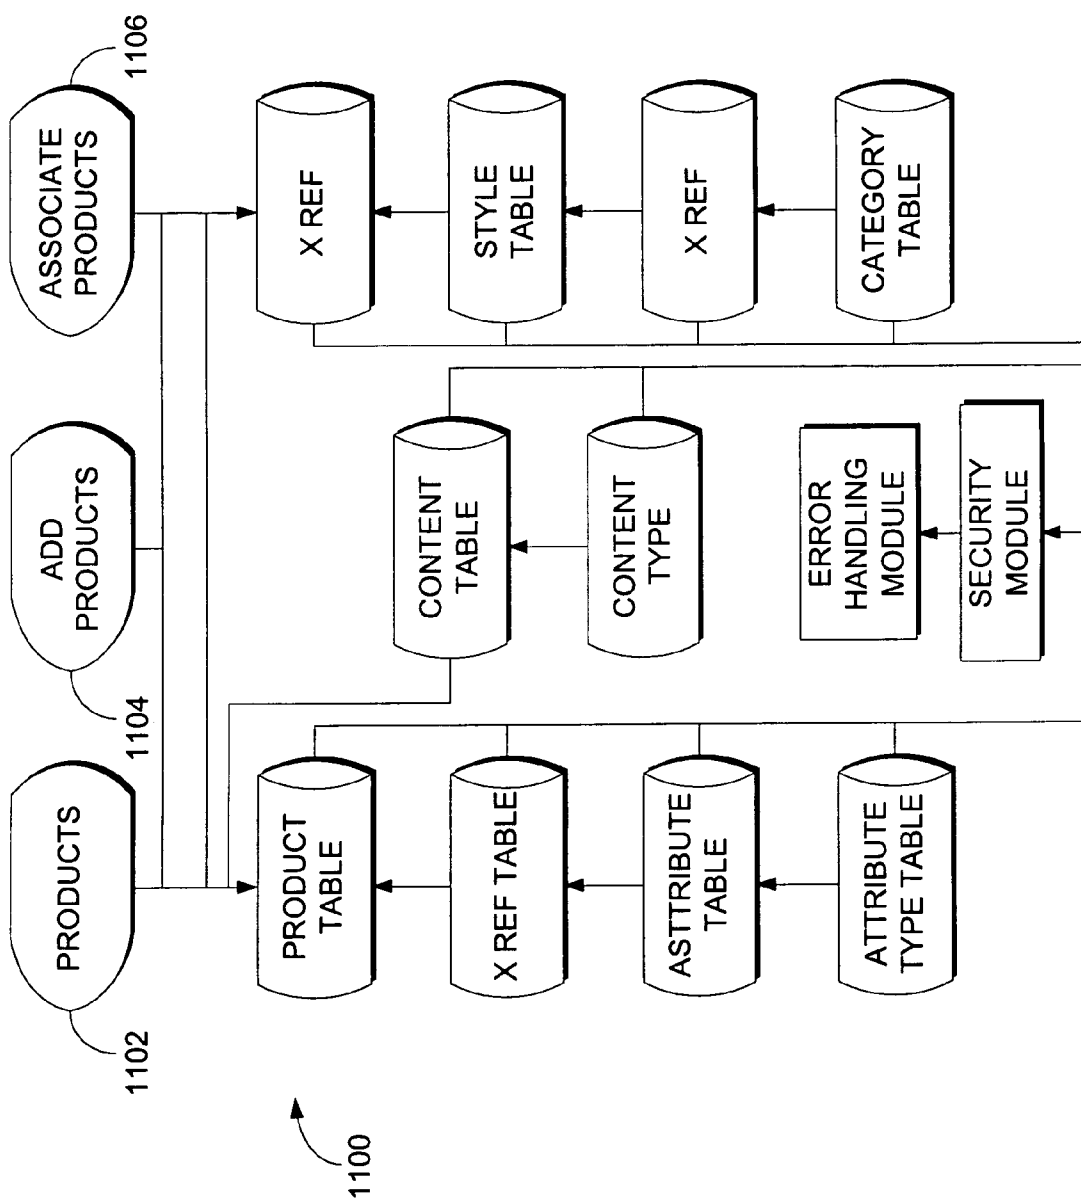 1102
PRODUCTS
1104
ADD
PRODUCTS
1106
ASSOCIATE
PRODUCTS
1100
PRODUCT
TABLE
X REF TABLE
ASTTRIBUTE
TABLE
ATTRIBUTE
TYPE TABLE
CONTENT
TABLE
CONTENT
TYPE
ERROR
HANDLING
MODULE
SECURITY
MODULE
X REF
STYLE
TABLE
X REF
CATEGORY
TABLE